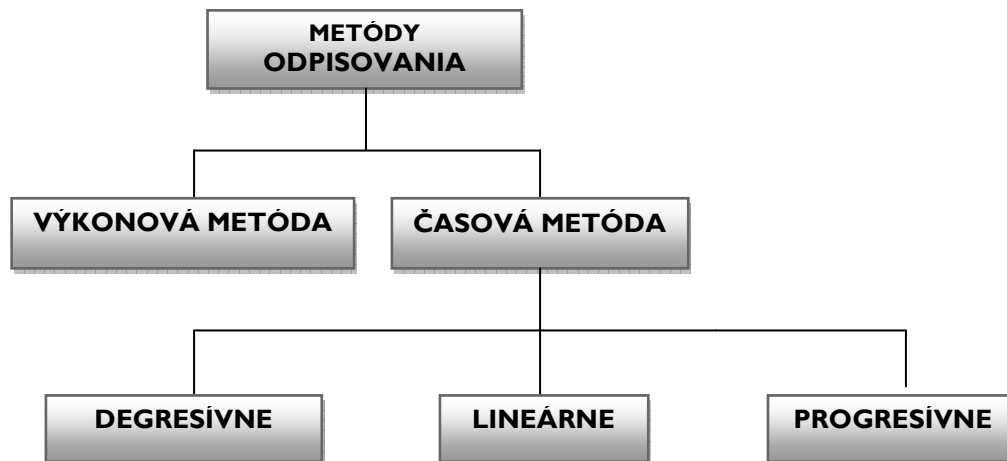 METÓDY
ODPISOVANIA
VÝKONOVÁ METÓDA
ČASOVÁ METÓDA
DEGRESÍVNE
LINEÁRNE
PROGRESÍVNE